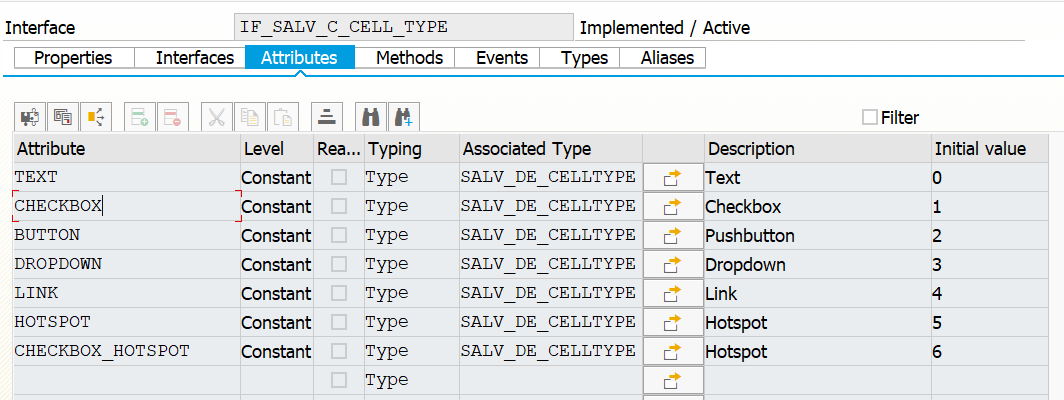 Interface IF_SALV_C_CELL_TYPE Implemented / Active
Properties Interfaces Attributes Methods Events Types Aliases
Filter
Attribute Level Rea... Typing Associated Type Description Initial value
TEXT Constant Type SALV_DE_CELLTYPE Text 0
CHECKBOX Constant Type SALV_DE_CELLTYPE Checkbox 1
BUTTON Constant Type SALV_DE_CELLTYPE Pushbutton 2
DROPDOWN Constant Type SALV_DE_CELLTYPE Dropdown 3
LINK Constant Type SALV_DE_CELLTYPE Link 4
HOTSPOT Constant Type SALV_DE_CELLTYPE Hotspot 5
CHECKBOX_HOTSPOT Constant Type SALV_DE_CELLTYPE Hotspot 6
Type